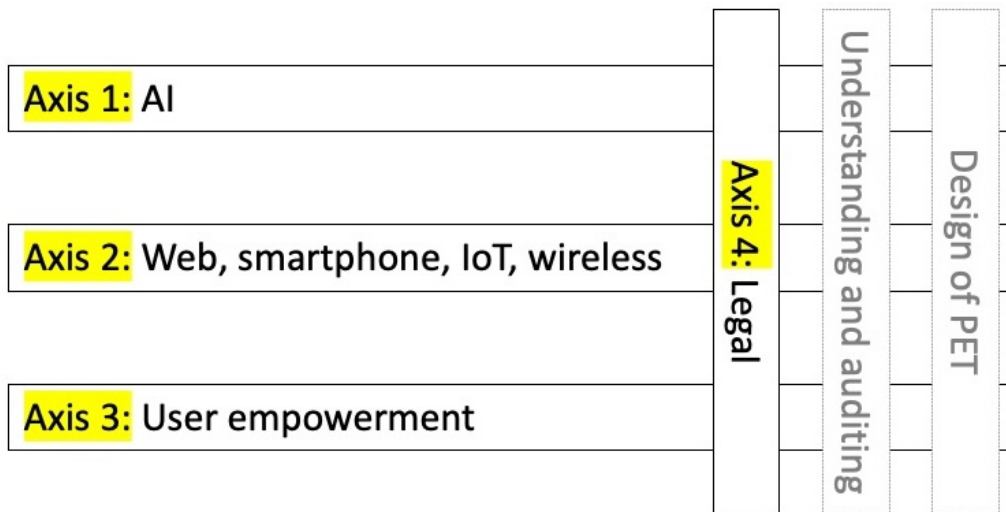 Axis 1: AI
Axis 2: Web, smartphone, IoT, wireless
Axis 3: User empowerment
Axis 4: Legal
Understanding and auditing
Design of PET